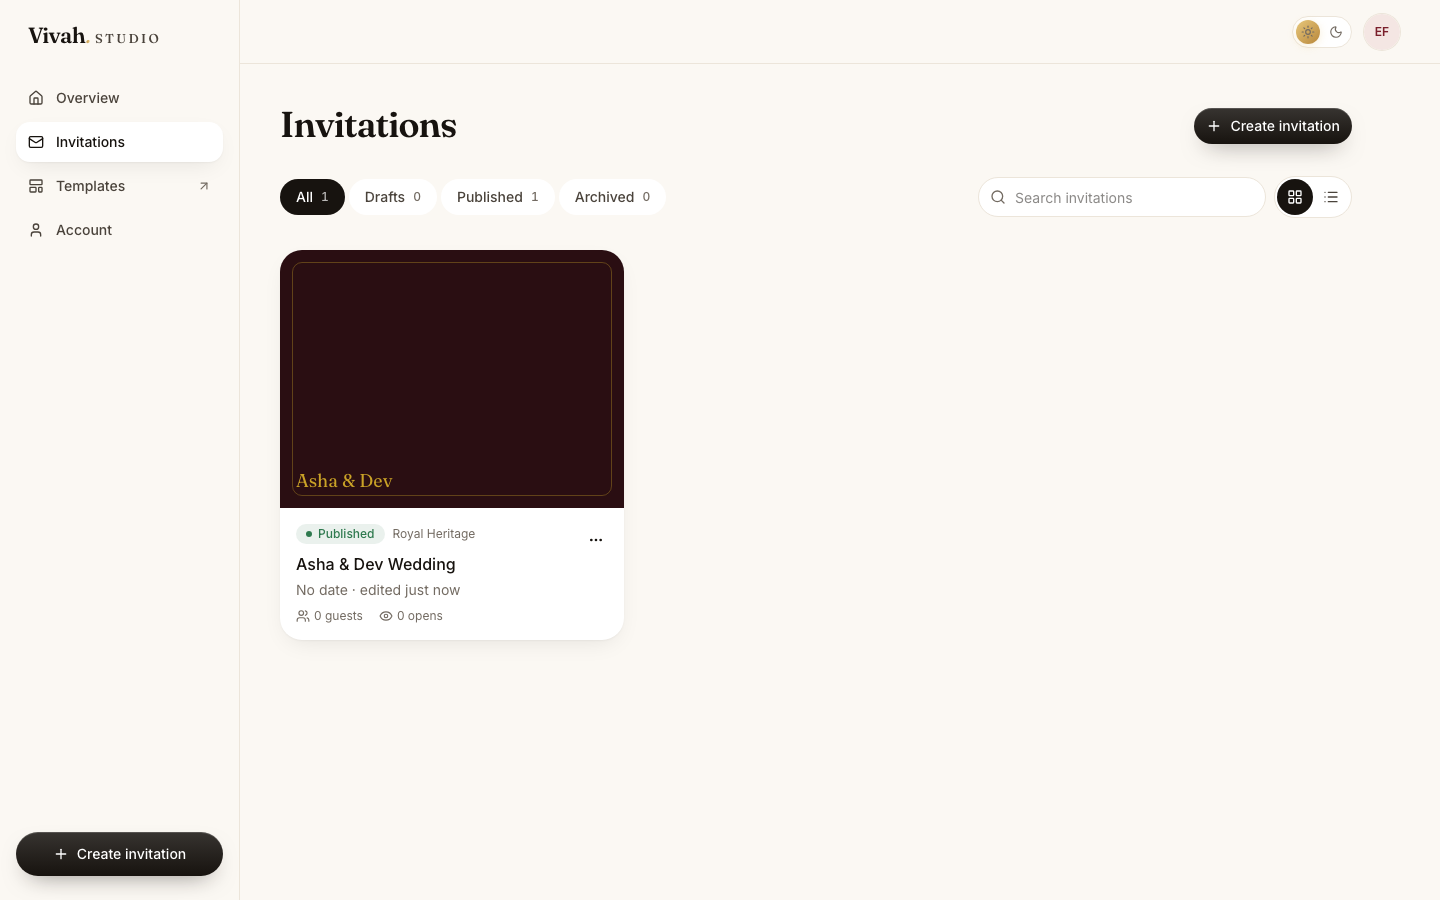 Vivah. STUDIO
EF
Overview
Invitations
Templates
Account
Create invitation
Invitations
Create invitation
All 1
Drafts 0
Published 1
Archived 0
Search invitations
Asha & Dev
Published
Royal Heritage
Asha & Dev Wedding
No date · edited just now
0 guests
0 opens